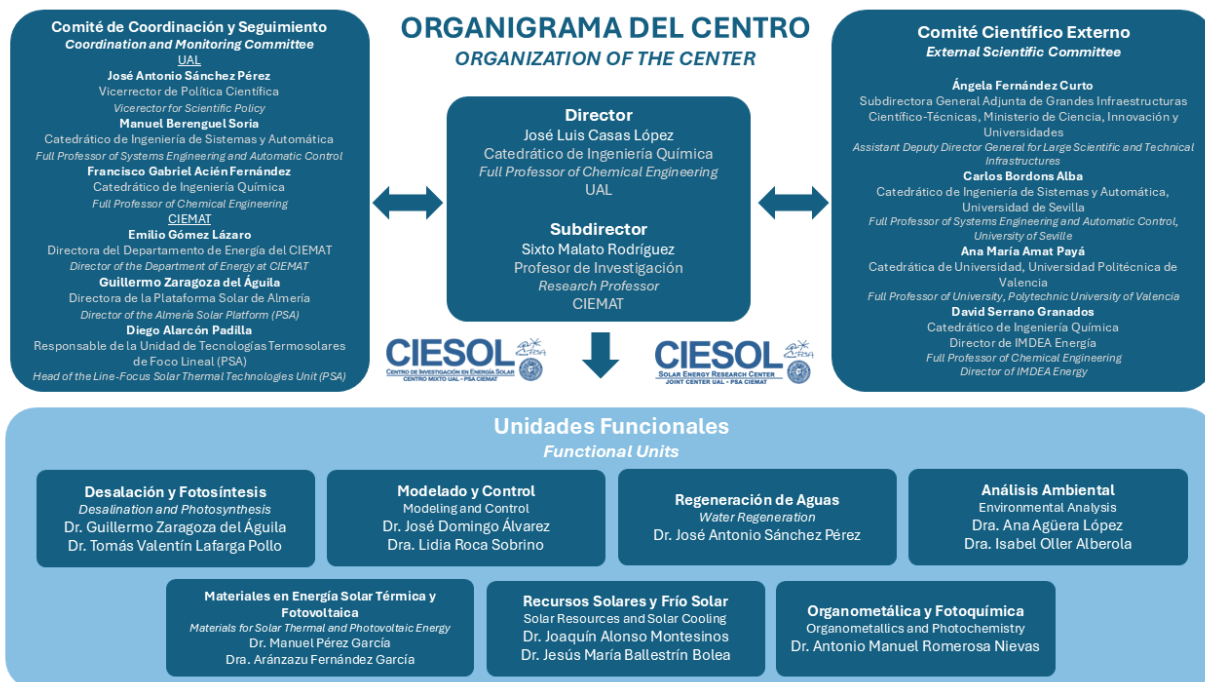 ORGANIGRAMA DEL CENTRO
ORGANIZATION OF THE CENTER
Comité de Coordinación y Seguimiento
Coordination and Monitoring Committee
UAL
José Antonio Sánchez Pérez
Vicerrector de Política Científica
Vicerector for Scientific Policy
Manuel Berenguel Soria
Catedrático de Ingeniería de Sistemas y Automática
Full Professor of Systems Engineering and Automatic Control
Francisco Gabriel Acién Fernández
Catedrático de Ingeniería Química
Full Professor of Chemical Engineering
CIEMAT
Emilio Gómez Lázaro
Directora del Departamento de Energía del CIEMAT
Director of the Department of Energy at CIEMAT
Guillermo Zaragoza del Águila
Directora de la Plataforma Solar de Almería
Director of the Almería Solar Platform (PSA)
Diego Alarcón Padilla
Responsable de la Unidad de Tecnologías Termosolares
de Foco Lineal (PSA)
Head of the Line-Focus Solar Thermal Technologies Unit (PSA)
Director
José Luis Casas López
Catedrático de Ingeniería Química
Full Professor of Chemical Engineering
UAL
Subdirector
Sixto Malato Rodríguez
Profesor de Investigación
Research Professor
CIEMAT
Comité Científico Externo
External Scientific Committee
Ángela Fernández Curto
Subdirectora General Adjunta de Grandes Infraestructuras
Científico-Técnicas, Ministerio de Ciencia, Innovación y
Universidades
Assistant Deputy Director General for Large Scientific and Technical
Infrastructures
Carlos Bordons Alba
Catedrático de Ingeniería de Sistemas y Automática,
Universidad de Sevilla
Full Professor of Systems Engineering and Automatic Control,
University of Seville
Ana María Amat Payá
Catedrática de Universidad, Universidad Politécnica de
Valencia
Full Professor of University, Polytechnic University of Valencia
David Serrano Granados
Catedrático de Ingeniería Química
Director de IMDEA Energía
Full Professor of Chemical Engineering
Director of IMDEA Energy
CIESOL
CENTRO DE INVESTIGACIÓN EN ENERGÍA SOLAR
CENTRO MIXTO UAL - PSA CIEMAT
CIESOL
SOLAR ENERGY RESEARCH CENTER
JOINT CENTER UAL - PSA CIEMAT
Unidades Funcionales
Functional Units
Desalación y Fotosíntesis
Desalination and Photosynthesis
Dr. Guillermo Zaragoza del Águila
Dr. Tomás Valentín Lafarga Pollo
Modelado y Control
Modeling and Control
Dr. José Domingo Álvarez
Dra. Lidia Roca Sobrino
Regeneración de Aguas
Water Regeneration
Dr. José Antonio Sánchez Pérez
Análisis Ambiental
Environmental Analysis
Dra. Ana Agüera López
Dra. Isabel Oller Alberola
Materiales en Energía Solar Térmica y
Fotovoltaica
Materials for Solar Thermal and Photovoltaic Energy
Dr. Manuel Pérez García
Dra. Aránzazu Fernández García
Recursos Solares y Frío Solar
Solar Resources and Solar Cooling
Dr. Joaquín Alonso Montesinos
Dr. Jesús María Ballestrín Bolea
Organometálica y Fotoquímica
Organometallics and Photochemistry
Dr. Antonio Manuel Romerosa Nievas